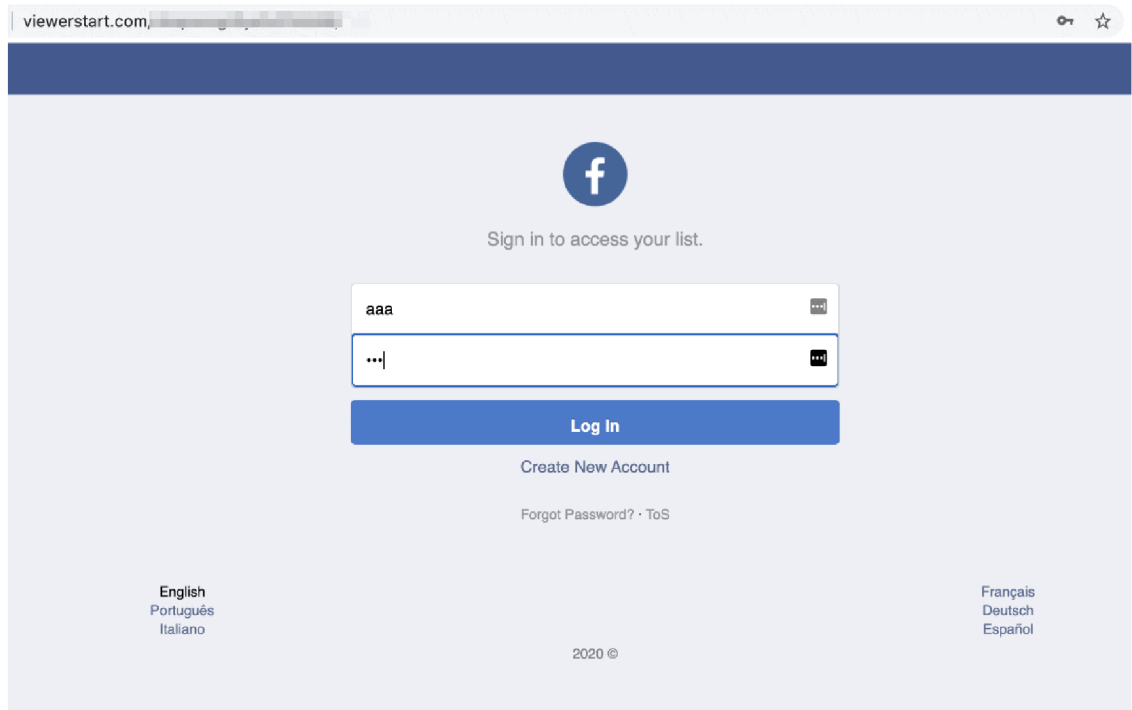 viewerstart.com/
f
Sign in to access your list.
aaa
•••
Log In
Create New Account
Forgot Password? · ToS
English
Português
Italiano
Français
Deutsch
Español
2020 ©